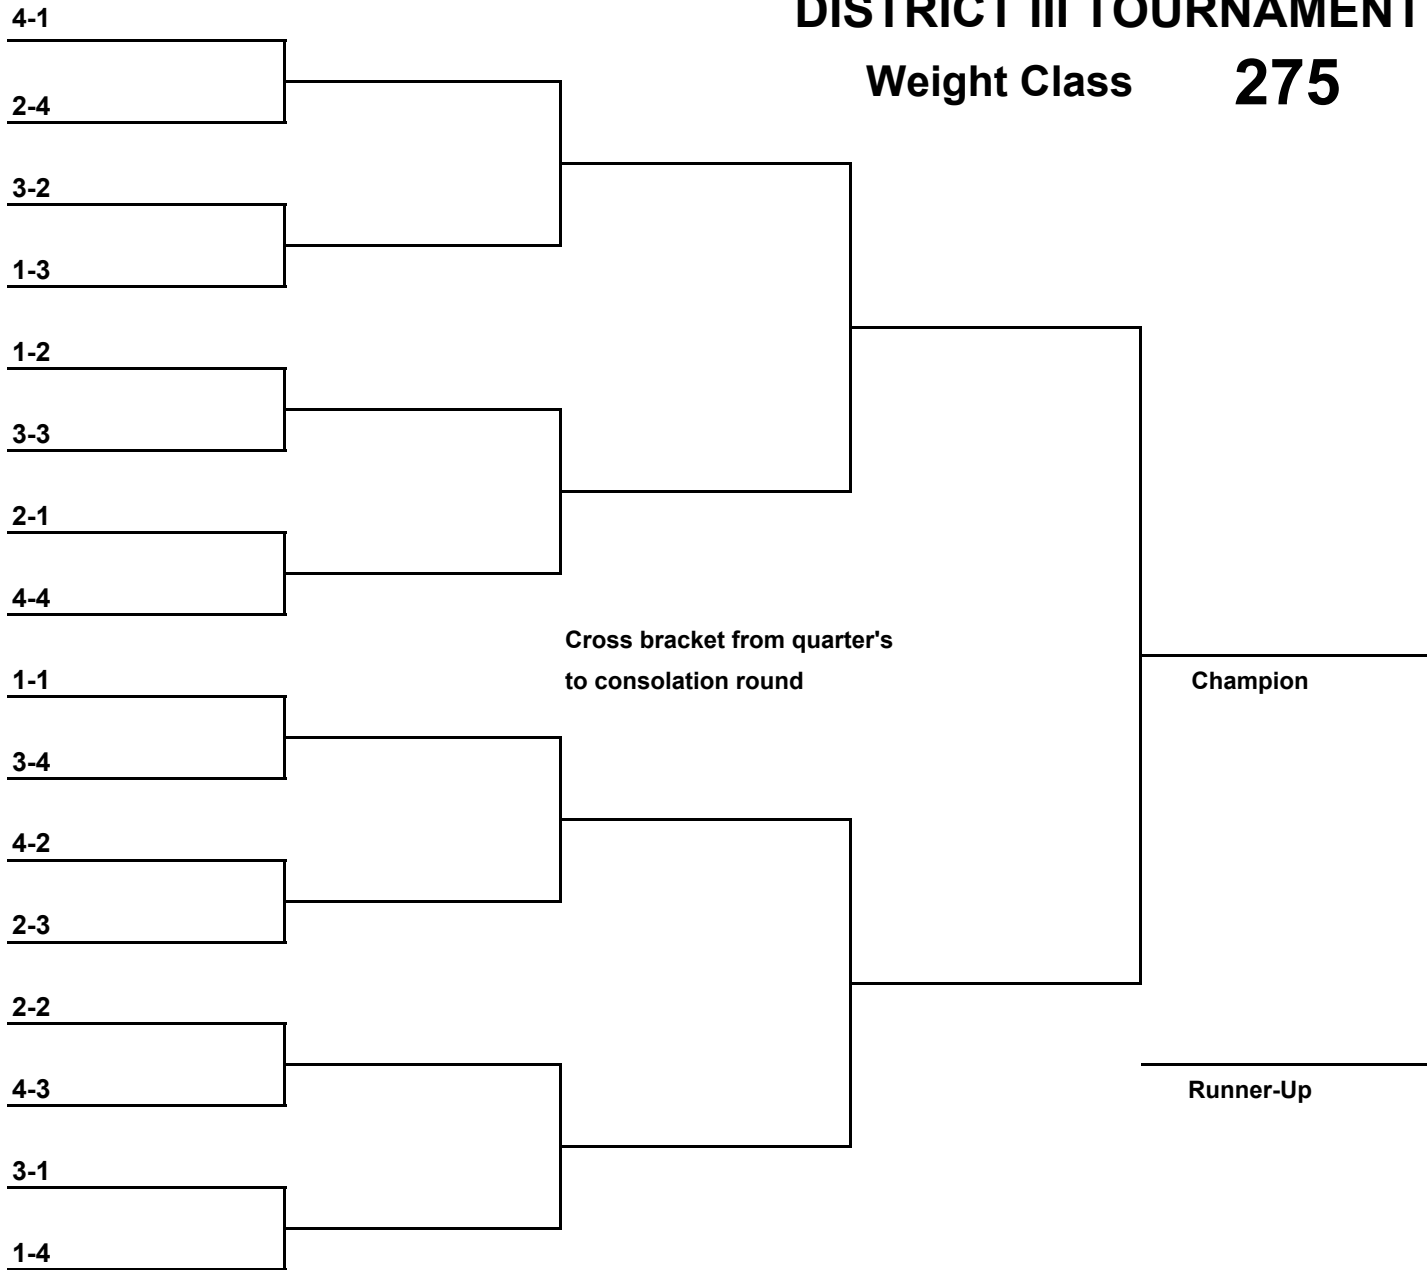 DISTRICT III TOURNAMENT
Weight Class 275
4-1
2-4
3-2
1-3
1-2
3-3
2-1
4-4
Cross bracket from quarter's
to consolation round
1-1
Champion
3-4
4-2
2-3
2-2
4-3
Runner-Up
3-1
1-4